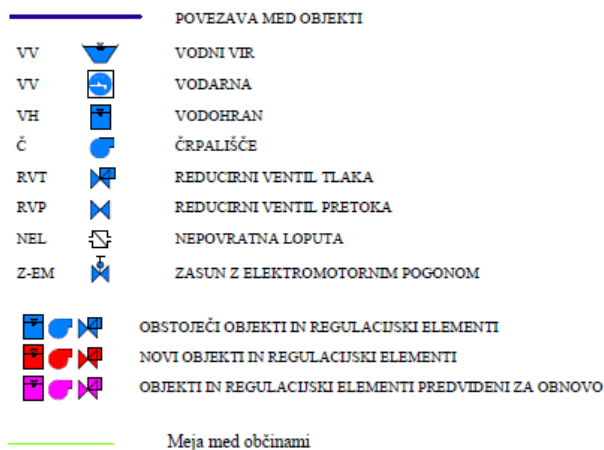 POVEZAVA MED OBJEKTI
VV VODNI VIR
VV VODARNA
VH VODOHRAN
Č ČRPALIŠČE
RVT REDUCIRNI VENTIL TLAKA
RVP REDUCIRNI VENTIL PRETOKA
NEL NEPOVRATNA LOPUTA
Z-EM ZASUN Z ELEKTROMOTORNIM POGONOM
OBSTOJEČI OBJEKTI IN REGULACIJSKI ELEMENTI
NOVI OBJEKTI IN REGULACIJSKI ELEMENTI
OBJEKTI IN REGULACIJSKI ELEMENTI PREDVIDENI ZA OBNOVO
Meja med občinami